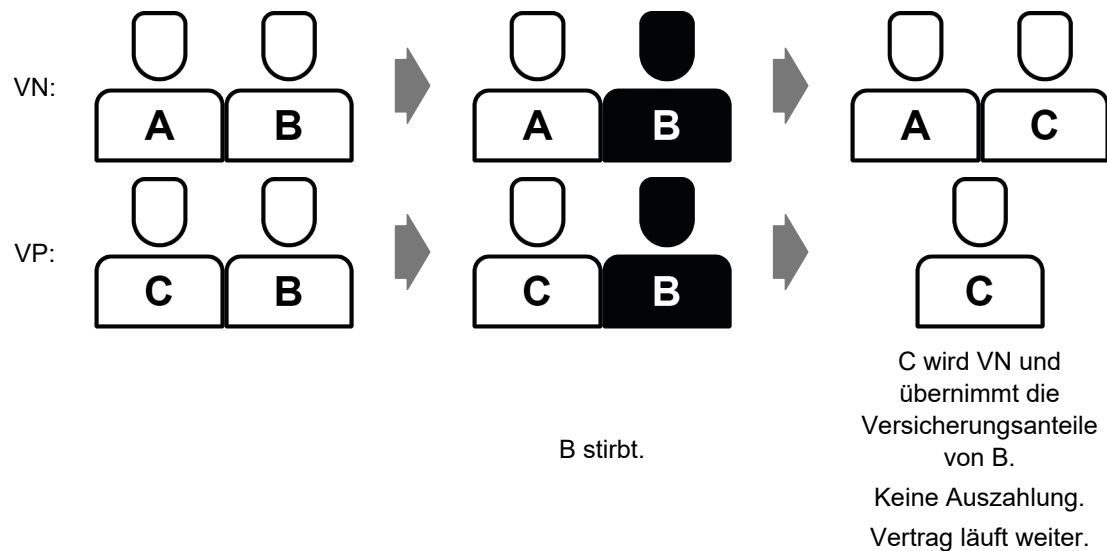 VN:
A B
A B
A C
VP:
C B
C B
C
B stirbt.
C wird VN und
übernimmt die
Versicherungsanteile
von B.
Keine Auszahlung.
Vertrag läuft weiter.